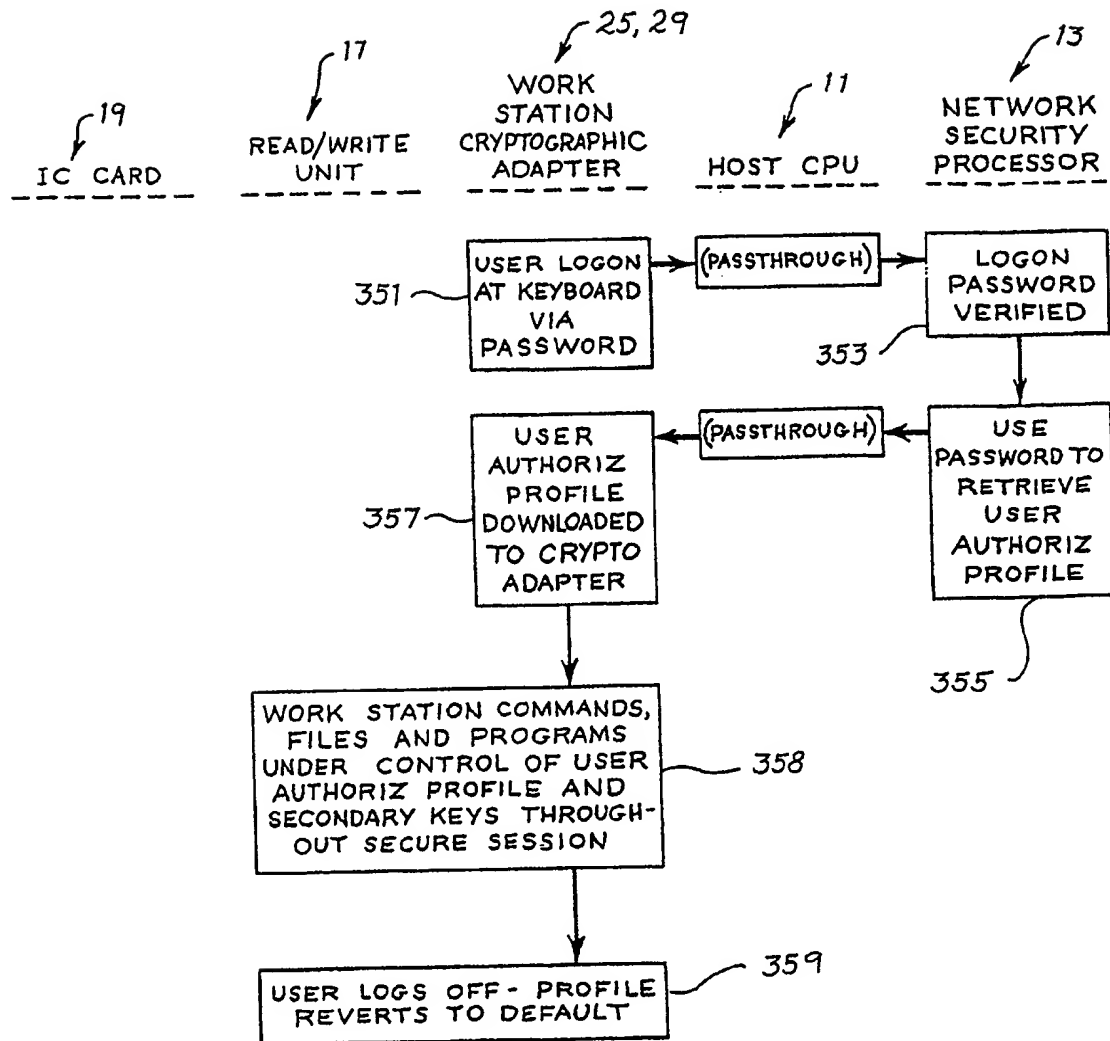 25, 29
17
13
11
19
WORK
STATION
CRYPTOGRAPHIC
ADAPTER
NETWORK
SECURITY
PROCESSOR
READ/WRITE
UNIT
IC CARD
HOST CPU
USER LOGON
AT KEYBOARD
VIA
PASSWORD
351
(PASSTHROUGH)
LOGON
PASSWORD
VERIFIED
353
(PASSTHROUGH)
USE
PASSWORD TO
RETRIEVE
USER
AUTHORIZ
PROFILE
355
USER
AUTHORIZ
PROFILE
DOWNLOADED
TO CRYPTO
ADAPTER
357
WORK STATION COMMANDS,
FILES AND PROGRAMS
UNDER CONTROL OF USER
AUTHORIZ PROFILE AND
SECONDARY KEYS THROUGH-
OUT SECURE SESSION
358
USER LOGS OFF - PROFILE
REVERTS TO DEFAULT
359